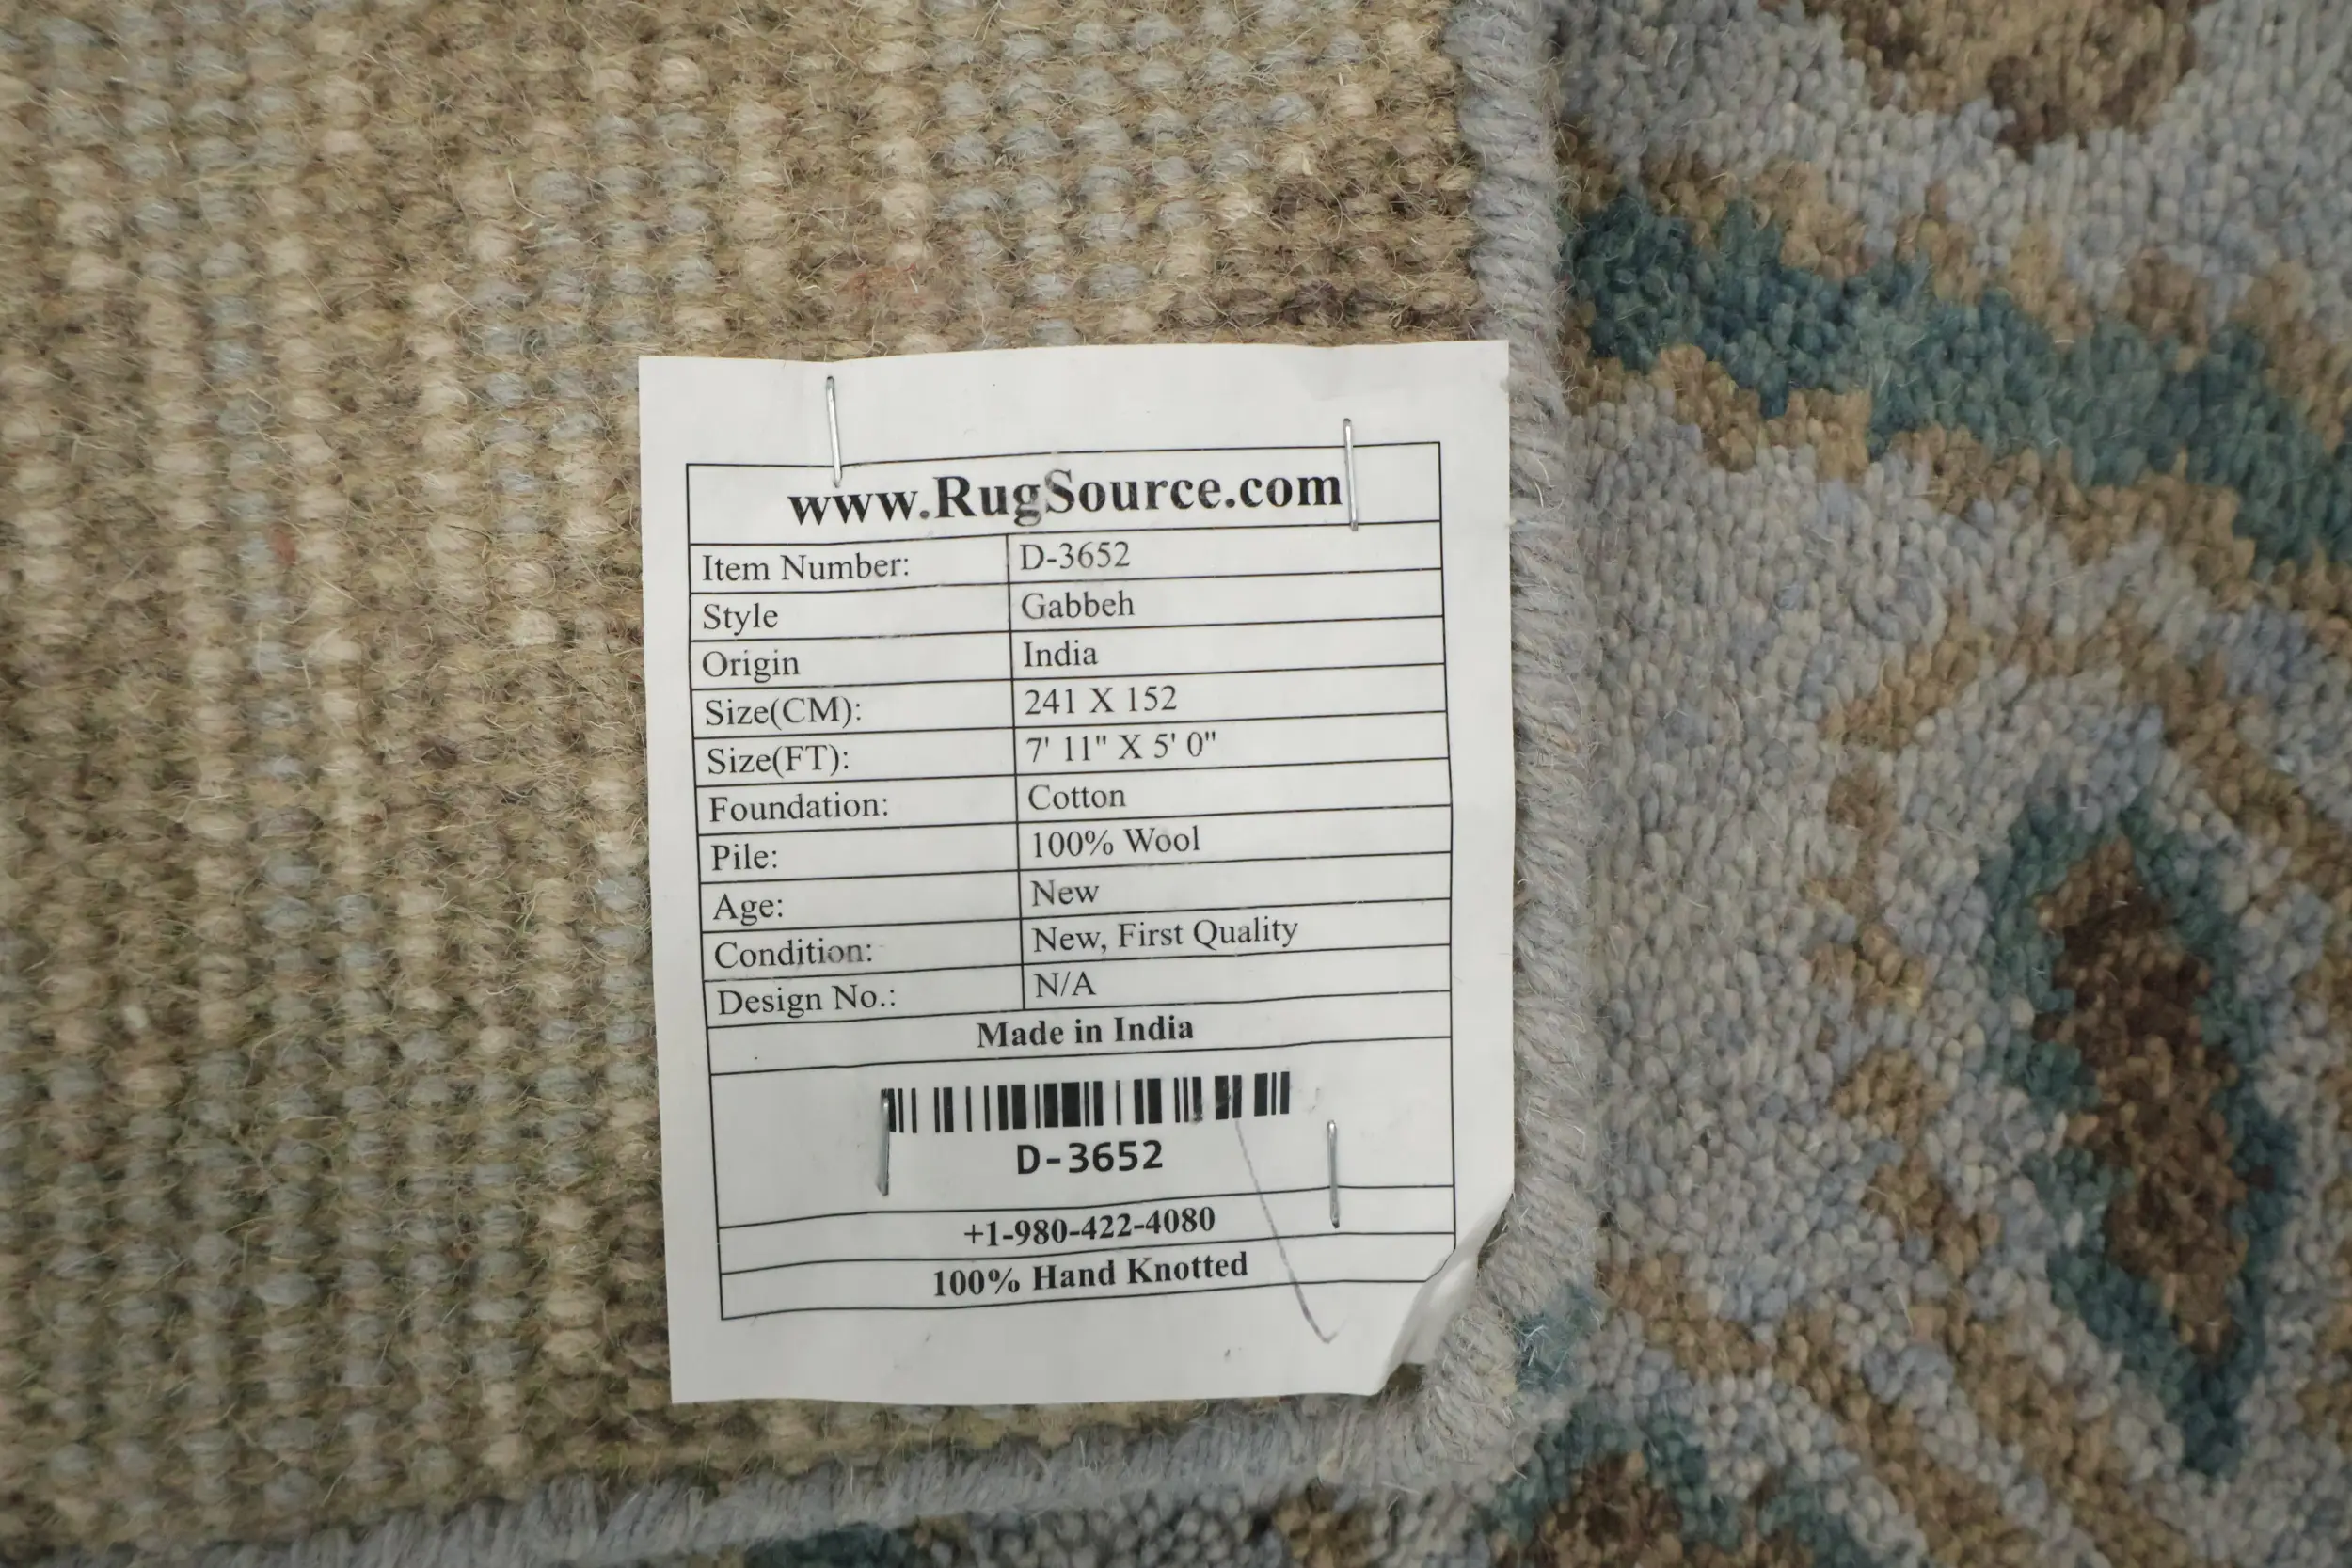 www.RugSource.com
Item Number: D-3652
Style Gabbeh
Origin India
Size(CM): 241 X 152
Size(FT): 7' 11" X 5' 0"
Foundation: Cotton
Pile: 100% Wool
Age: New
Condition: New, First Quality
Design No.: N/A
Made in India
D-3652
+1-980-422-4080
100% Hand Knotted